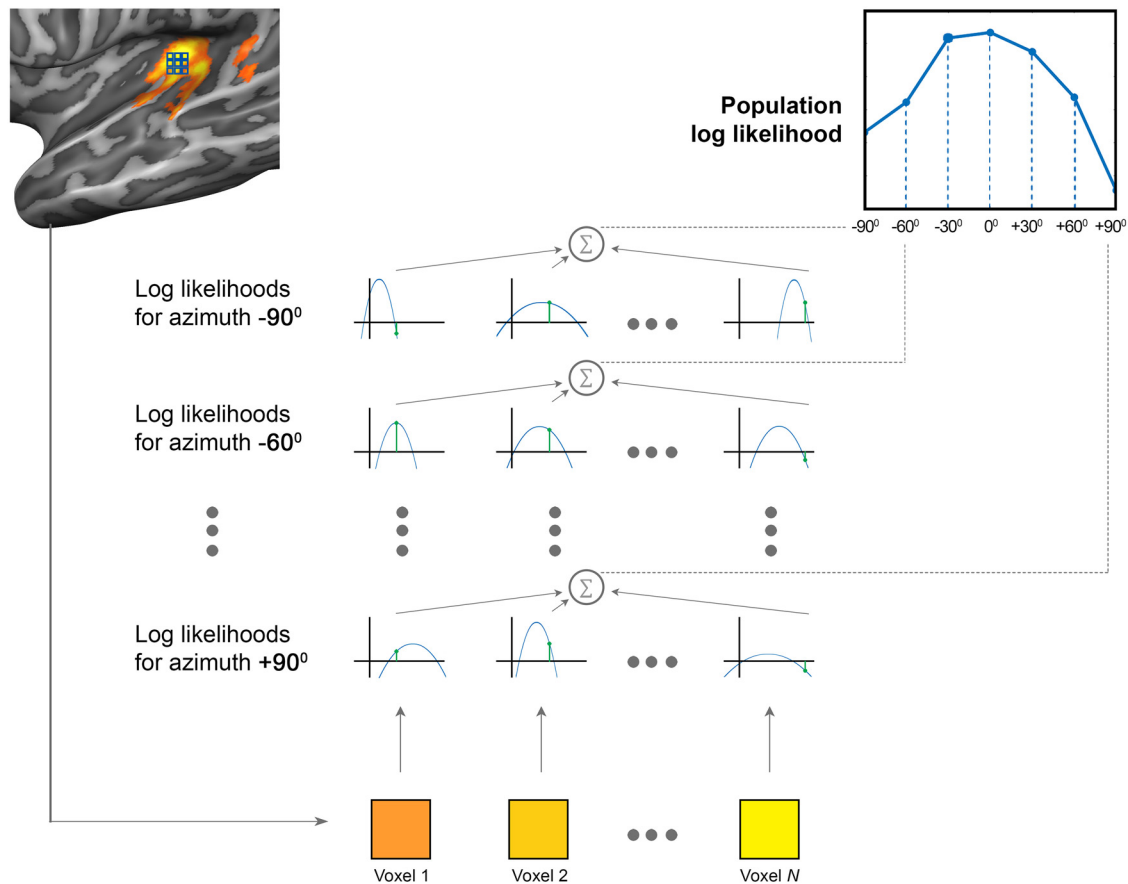 Population
log likelihood
-90⁰ -60⁰ -30⁰ 0⁰ +30⁰ +60⁰ +90⁰
Σ
Log likelihoods
for azimuth -90⁰
Σ
Log likelihoods
for azimuth -60⁰
Σ
Log likelihoods
for azimuth +90⁰
Voxel 1 Voxel 2 Voxel N